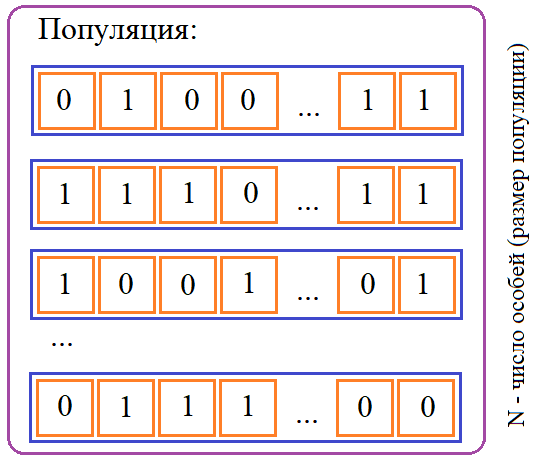 Популяция:
0 1 0 0 ... 1 1
1 1 1 0 ... 1 1
1 0 0 1 ... 0 1
...
0 1 1 1 ... 0 0
N - число особей (размер популяции)